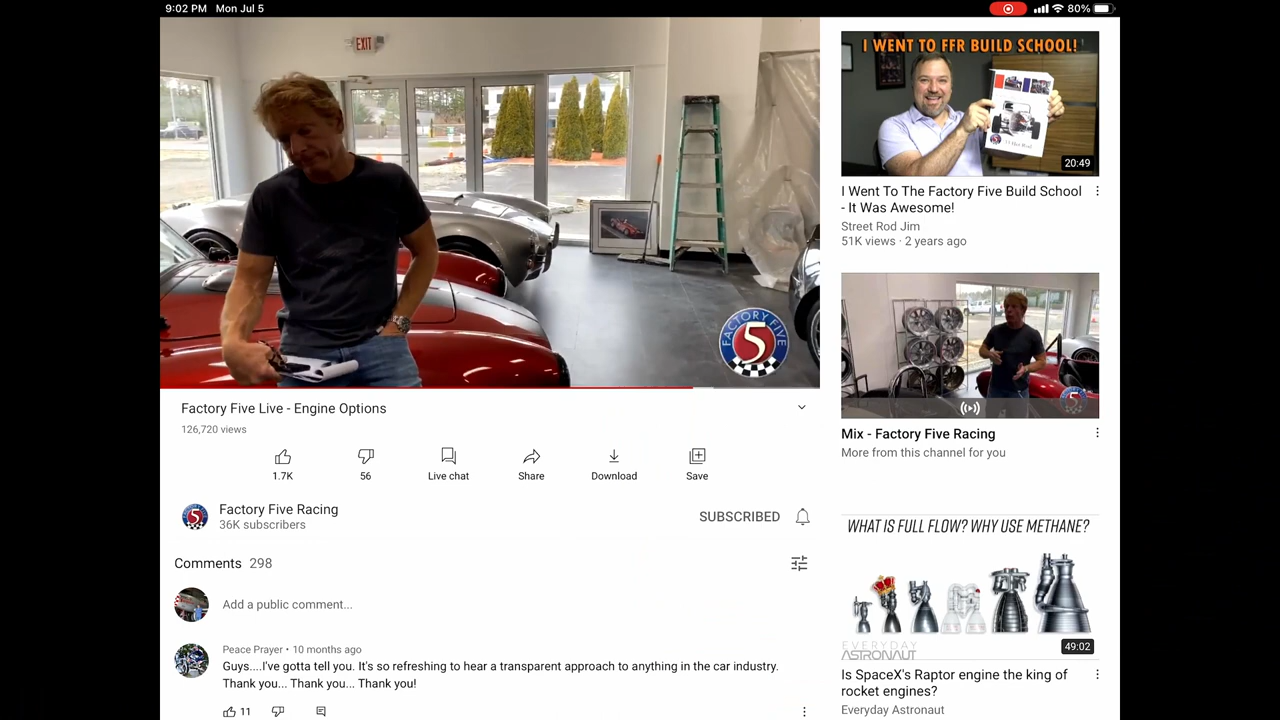 9:02 PM Mon Jul 5
80%
EXIT
FACTORY FIVE
5
Factory Five Live - Engine Options
126,720 views
1.7K
56
Live chat
Share
Download
Save
Factory Five Racing
36K subscribers
SUBSCRIBED
Comments 298
Add a public comment...
Peace Prayer • 10 months ago
Guys....I've gotta tell you. It's so refreshing to hear a transparent approach to anything in the car industry.
Thank you... Thank you... Thank you!
11
I WENT TO FFR BUILD SCHOOL!
20:49
I Went To The Factory Five Build School
- It Was Awesome!
Street Rod Jim
51K views · 2 years ago
Mix - Factory Five Racing
More from this channel for you
WHAT IS FULL FLOW? WHY USE METHANE?
EVERYDAY
ASTRONAUT
49:02
Is SpaceX's Raptor engine the king of
rocket engines?
Everyday Astronaut